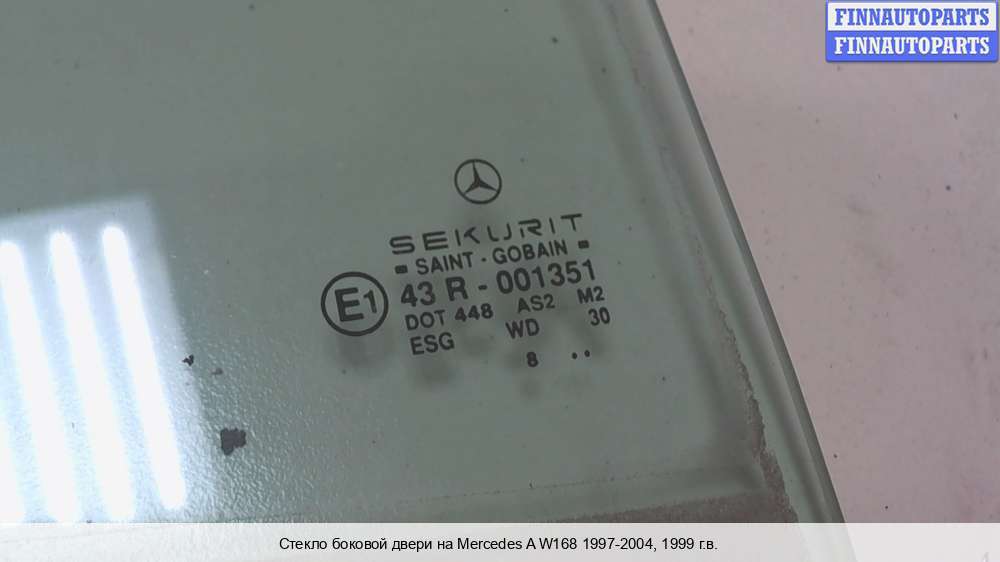 FINNAUTOPARTS
FINNAUTOPARTS
SEKURIT
SAINT - GOBAIN
E1
43 R - 001351
DOT 448 AS2 M2
ESG WD 30
8 ..
Стекло боковой двери на Mercedes A W168 1997-2004, 1999 г.в.